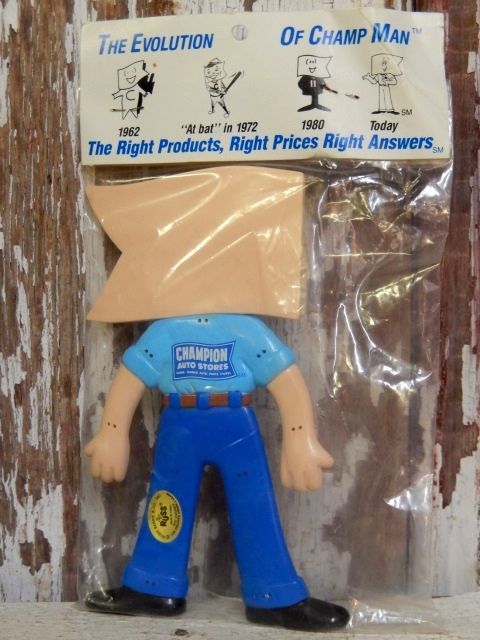 THE EVOLUTION OF CHAMP MAN™
1962
"At bat" in 1972
1980
Today
SM
The Right Products, Right Prices Right Answers SM
CHAMPION
AUTO STORES
Russ